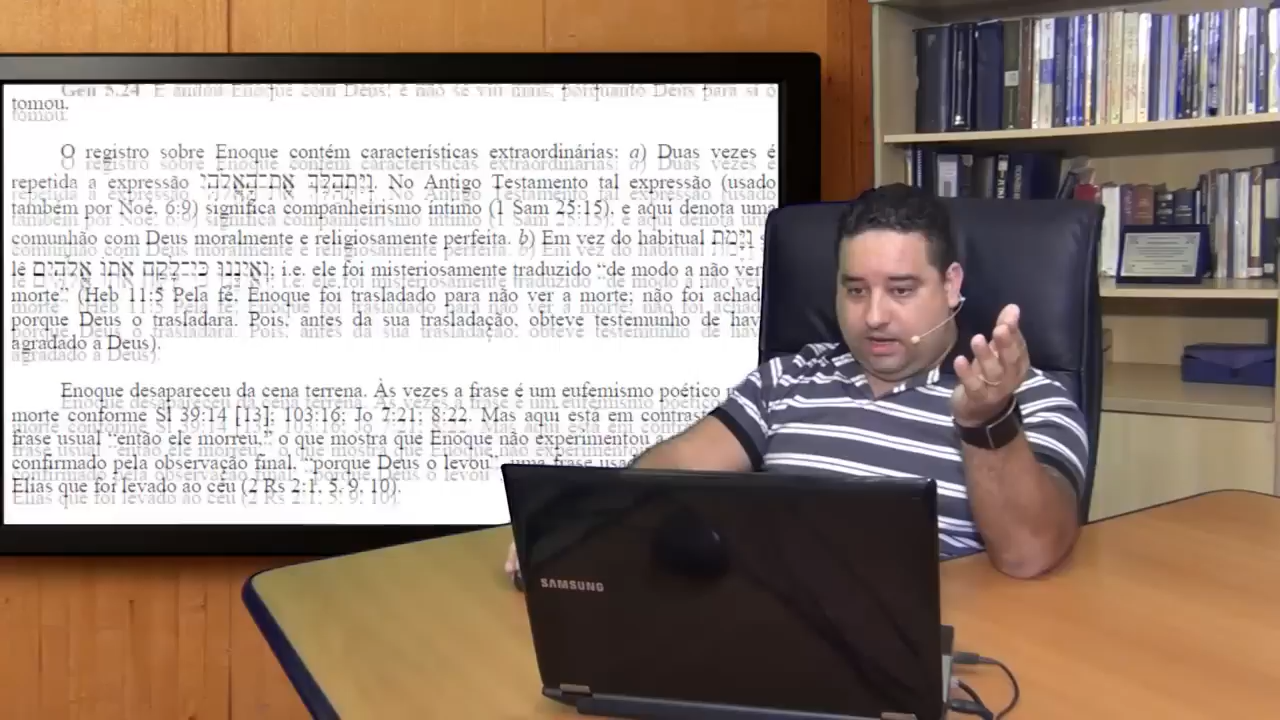 Gen 5.24 E andou Enoque com Deus; e não se viu mais, porquanto Deus para si o
tomou.
O registro sobre Enoque contém características extraordinárias: a) Duas vezes é
repetida a expressão וַיִּתְהַלֵּךְ אֶת־הָאֱלֹהִי. No Antigo Testamento tal expressão (usado
também por Noé, 6:9) significa companheirismo íntimo (1 Sam 25:15), e aqui denota uma
comunhão com Deus moralmente e religiosamente perfeita. b) Em vez do habitual וַיָּמֹת s
lê וְאֵינֶנּוּ כִּי־לָקַח אֹתוֹ אֱלֹהִים; i.e. ele foi misteriosamente traduzido "de modo a não ver
morte" (Heb 11:5 Pela fé, Enoque foi trasladado para não ver a morte; não foi achad
porque Deus o trasladara. Pois, antes da sua trasladação, obteve testemunho de hav
agradado a Deus).
Enoque desapareceu da cena terrena. Às vezes a frase é um eufemismo poético
morte conforme Sl 39:14 [13]; 103:16; Jo 7:21; 8:22. Mas aqui esta em contras
frase usual "então ele morreu," o que mostra que Enoque não experimentou a
confirmado pela observação final, "porque Deus o levou" uma frase usa
Elias que foi levado ao céu (2 Rs 2:1, 5, 9, 10).
SAMSUNG